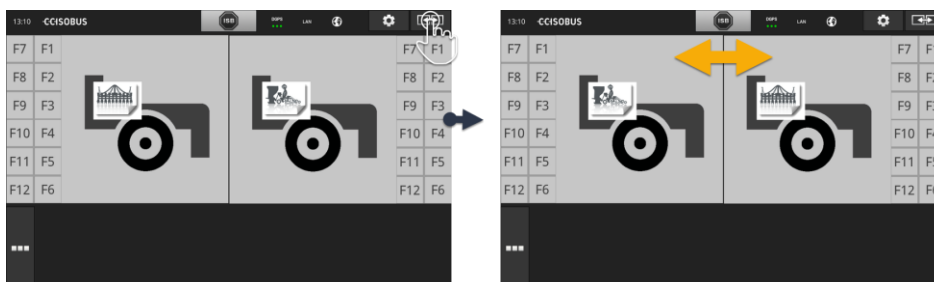 13:10 CCISOBUS ISB DGPS LAN
F7 F1 F7 F1
F8 F2 F8 F2
F9 F3 F9 F3
F10 F4 F10 F4
F11 F5 F11 F5
F12 F6 F12 F6
13:10 CCISOBUS ISB DGPS LAN
F7 F1 F7
F8 F2 F8
F9 F3 F9
F10 F4 F10
F11 F5 F11
F12 F6 F12